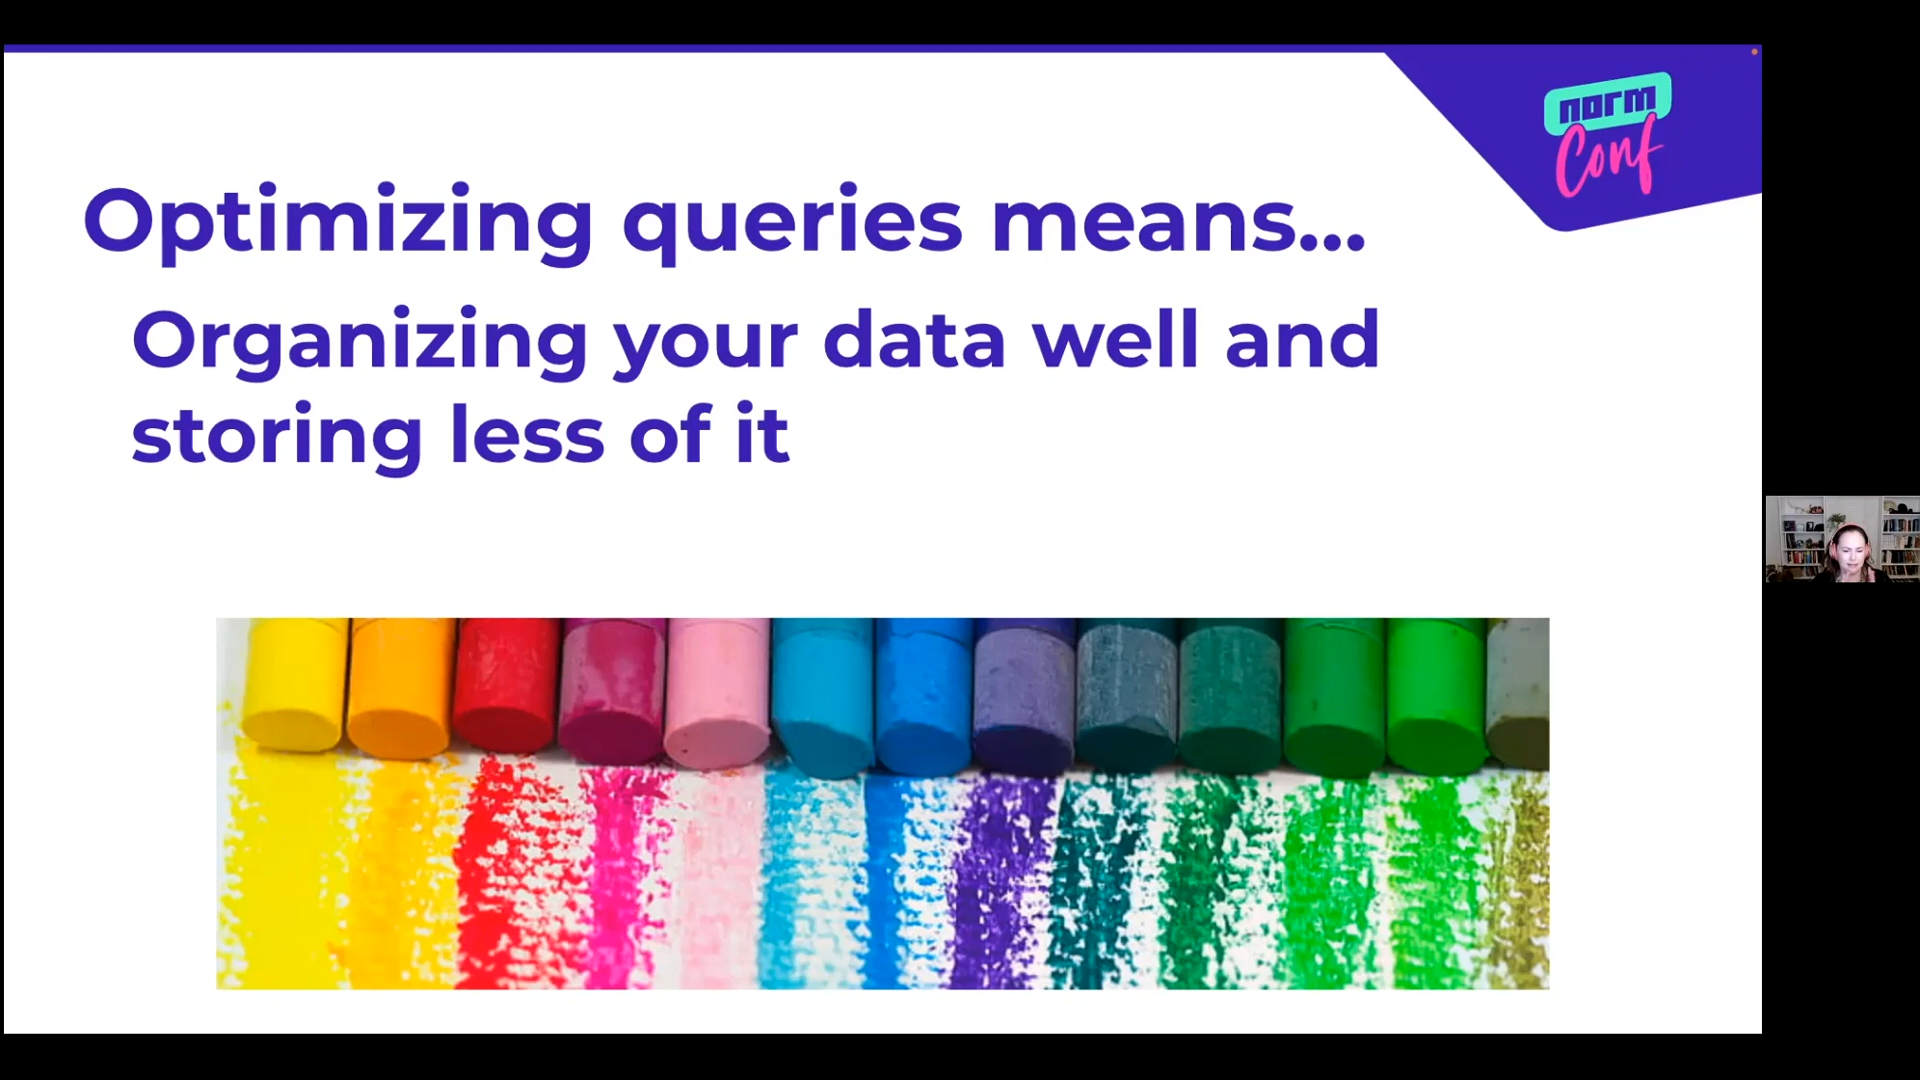 norm
Conf
Optimizing queries means...
Organizing your data well and
storing less of it